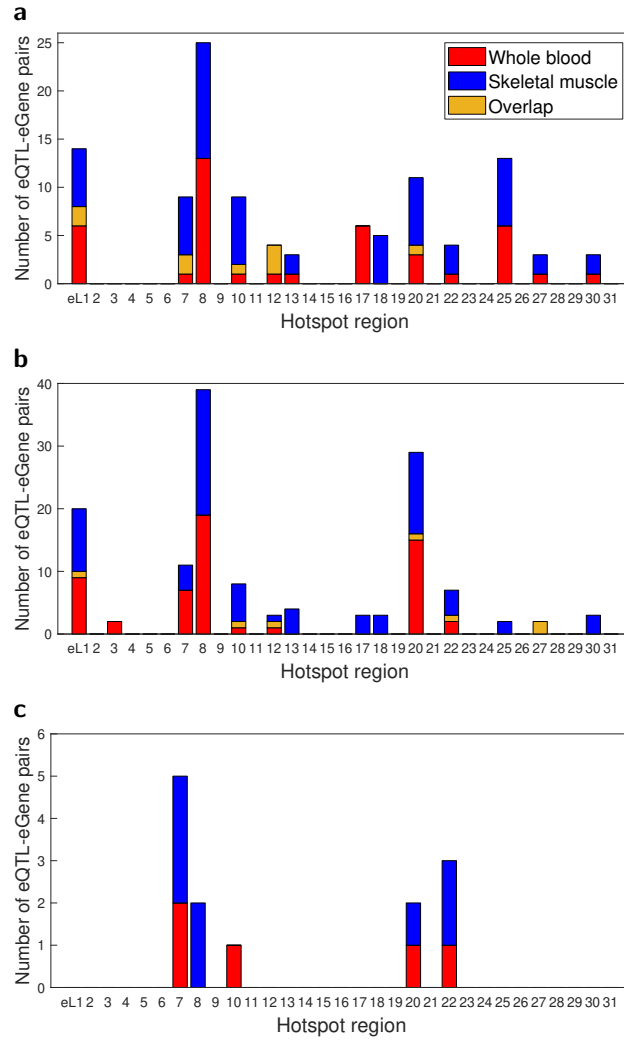 a
Number of eQTL-eGene pairs
25
20
15
10
5
0
Whole blood
Skeletal muscle
Overlap
eL1 2 3 4 5 6 7 8 9 10 11 12 13 14 15 16 17 18 19 20 21 22 23 24 25 26 27 28 29 30 31
Hotspot region
b
Number of eQTL-eGene pairs
40
30
20
10
0
eL1 2 3 4 5 6 7 8 9 10 11 12 13 14 15 16 17 18 19 20 21 22 23 24 25 26 27 28 29 30 31
Hotspot region
c
Number of eQTL-eGene pairs
6
5
4
3
2
1
0
eL1 2 3 4 5 6 7 8 9 10 11 12 13 14 15 16 17 18 19 20 21 22 23 24 25 26 27 28 29 30 31
Hotspot region